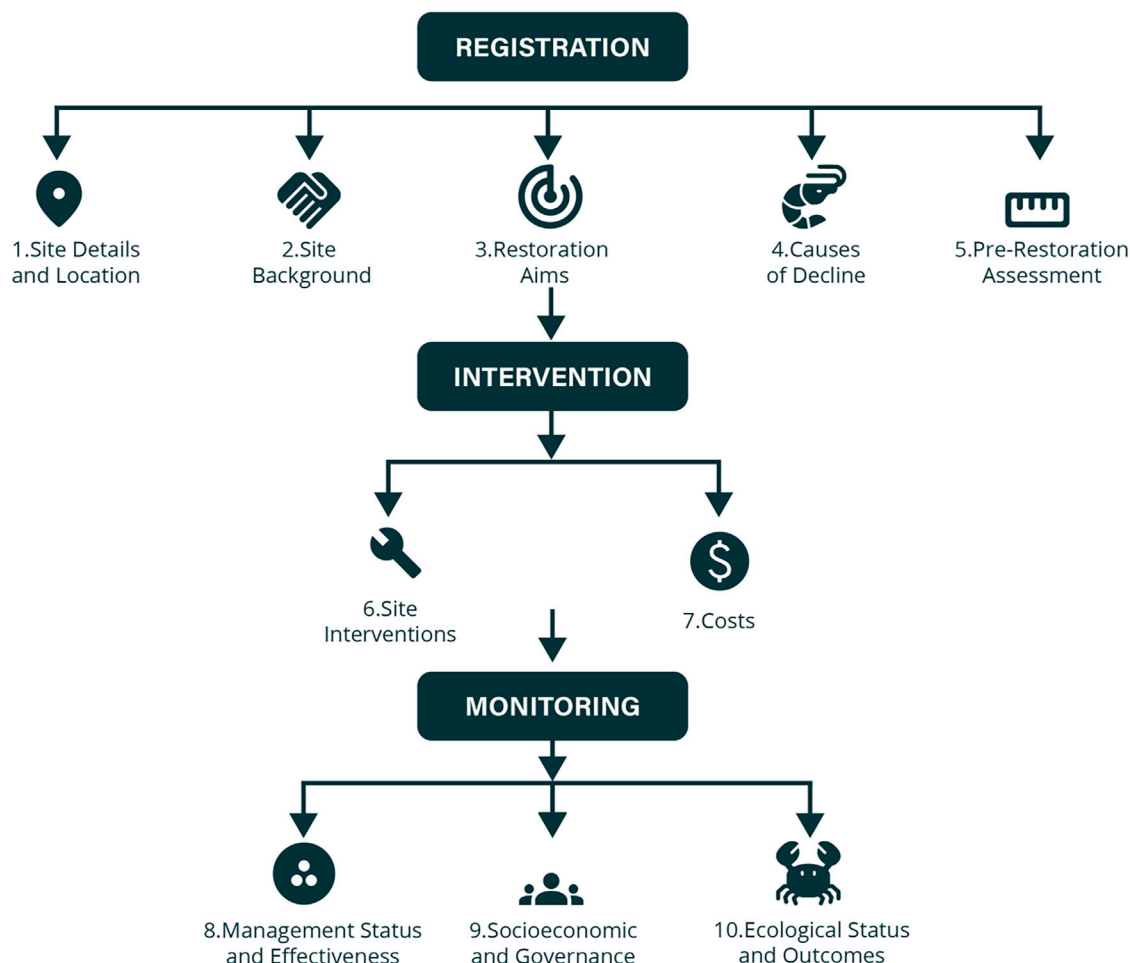 REGISTRATION
1.Site Details
and Location
2.Site
Background
3.Restoration
Aims
4.Causes
of Decline
5.Pre-Restoration
Assessment
INTERVENTION
6.Site
Interventions
$
7.Costs
MONITORING
8.Management Status
and Effectiveness
9.Socioeconomic
and Governance
10.Ecological Status
and Outcomes